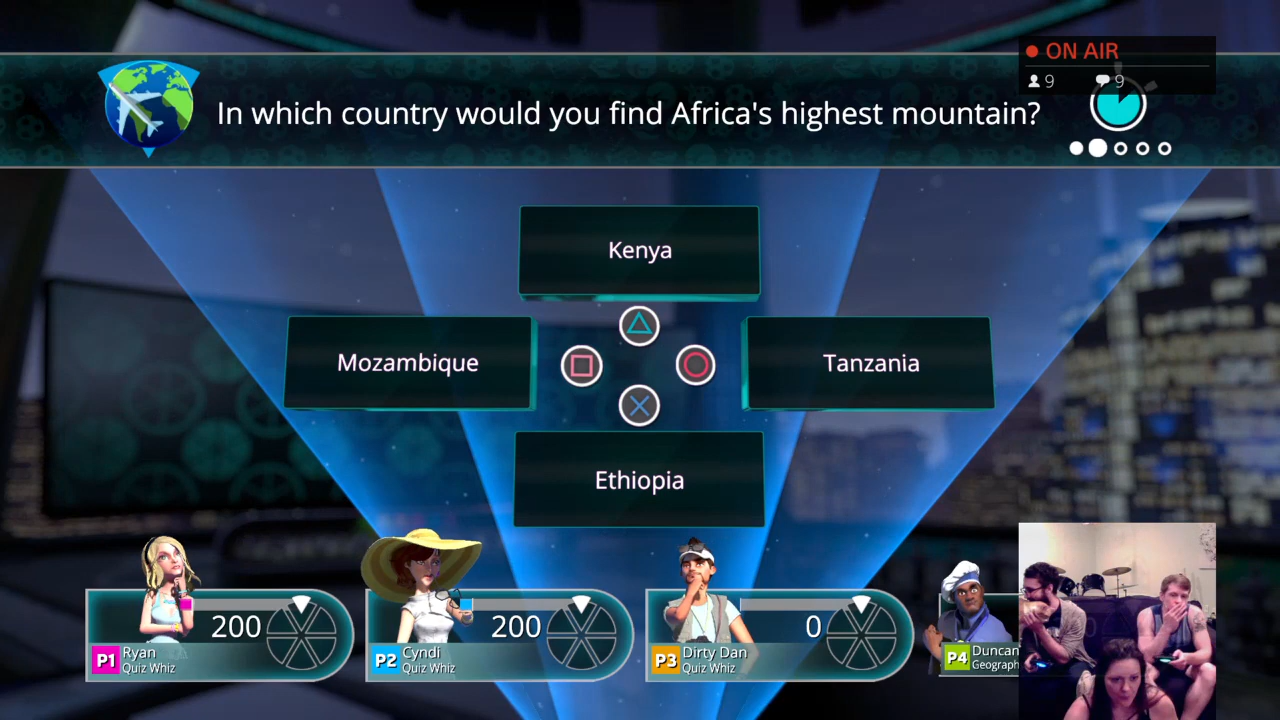 ON AIR
9 9
In which country would you find Africa's highest mountain?
Kenya
Mozambique
Tanzania
Ethiopia
200
P1 Ryan
Quiz Whiz
200
P2 Cyndi
Quiz Whiz
0
P3 Dirty Dan
Quiz Whiz
P4 Duncan
Geograph